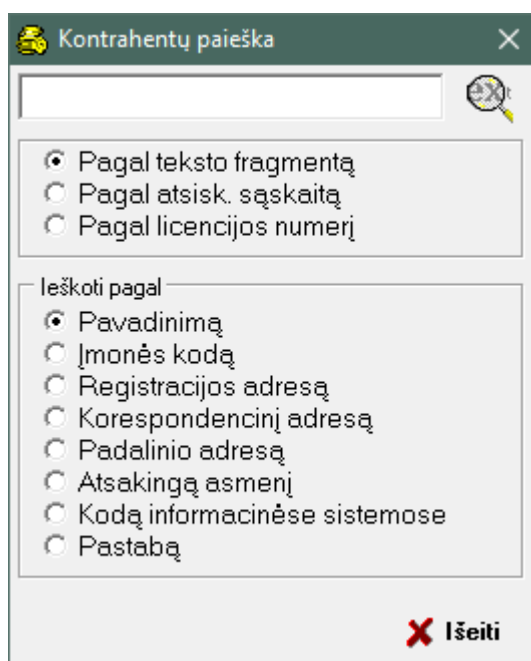 Kontrahentų paieška
ext
Pagal teksto fragmentą
Pagal atsisk. sąskaitą
Pagal licencijos numerį
Ieškoti pagal
Pavadinimą
Įmonės kodą
Registracijos adresą
Korespondencinį adresą
Padalinio adresą
Atsakingą asmenį
Kodą informacinėse sistemose
Pastabą
Išeiti